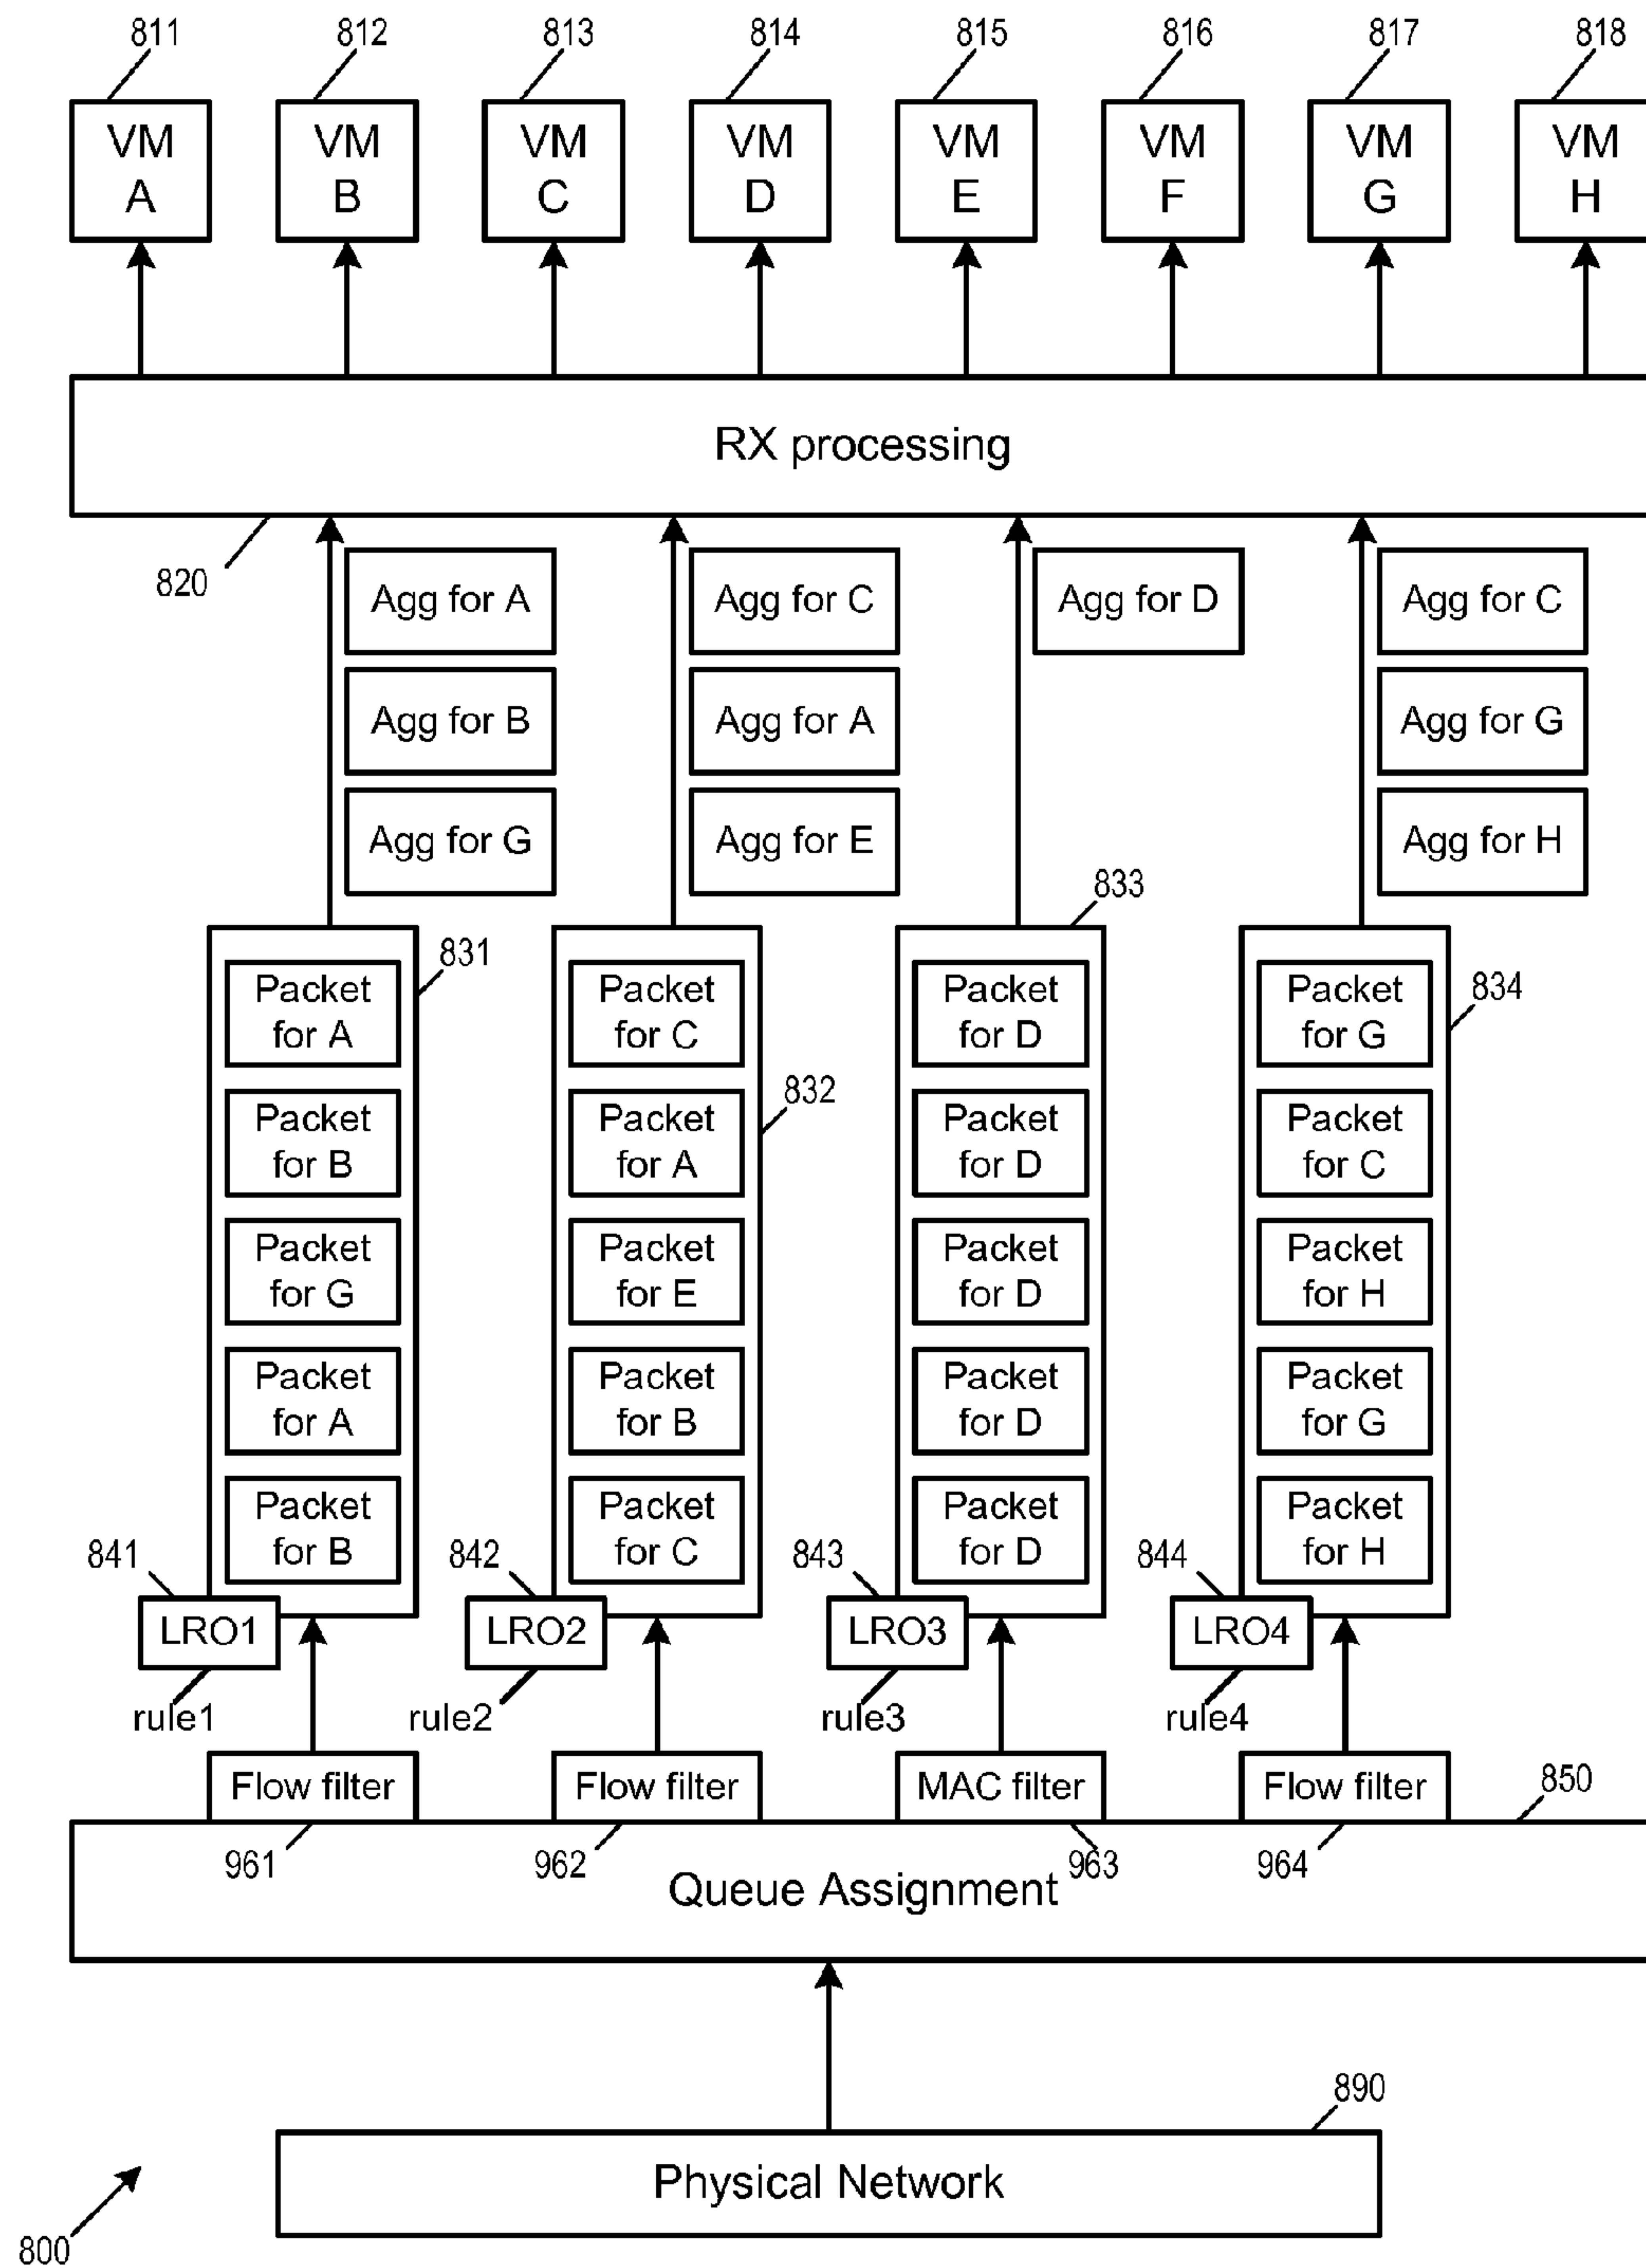 811 812 813 814 815 816 817 818
VM A VM B VM C VM D VM E VM F VM G VM H
RX processing
820
Agg for A Agg for C Agg for D Agg for C
Agg for B Agg for A Agg for G
Agg for G Agg for E Agg for H
833
831
834
Packet for A Packet for C Packet for D Packet for G
832
Packet for B Packet for A Packet for D Packet for C
Packet for G Packet for E Packet for D Packet for H
Packet for A Packet for B Packet for D Packet for G
Packet for B Packet for C Packet for D Packet for H
841 842 843 844
LRO1 LRO2 LRO3 LRO4
rule1 rule2 rule3 rule4
Flow filter Flow filter MAC filter Flow filter
850
961 962 963 964
Queue Assignment
890
Physical Network
800